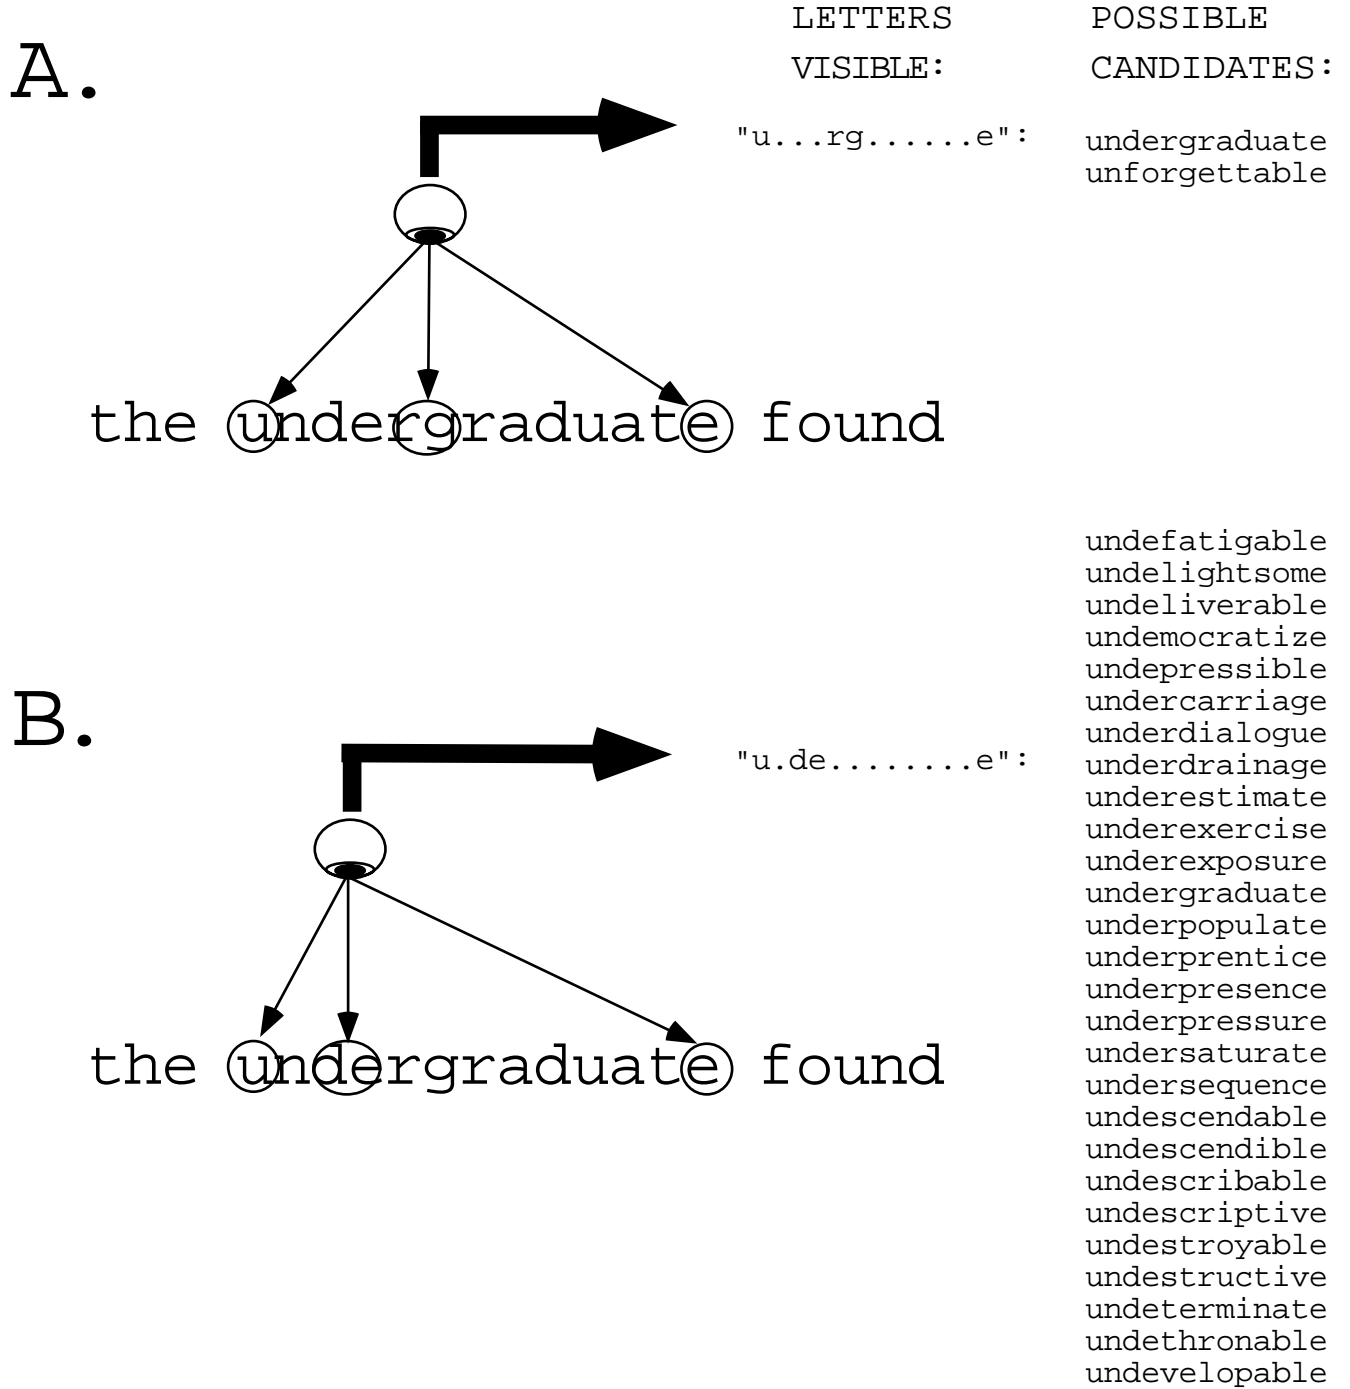 LETTERS POSSIBLE
VISIBLE: CANDIDATES:
A.
"u...rg......e": undergraduate
unforgettable
the undergraduate found
B.
"u.de........e":
the undergraduate found
undefatigable
undelightsome
undeliverable
undemocratize
undepressible
undercarriage
underdialogue
underdrainage
underestimate
underexercise
underexposure
undergraduate
underpopulate
underprentice
underpresence
underpressure
undersaturate
undersequence
undescendable
undescendible
undescribable
undescriptive
undestroyable
undestructive
undeterminate
undethronable
undevelopable